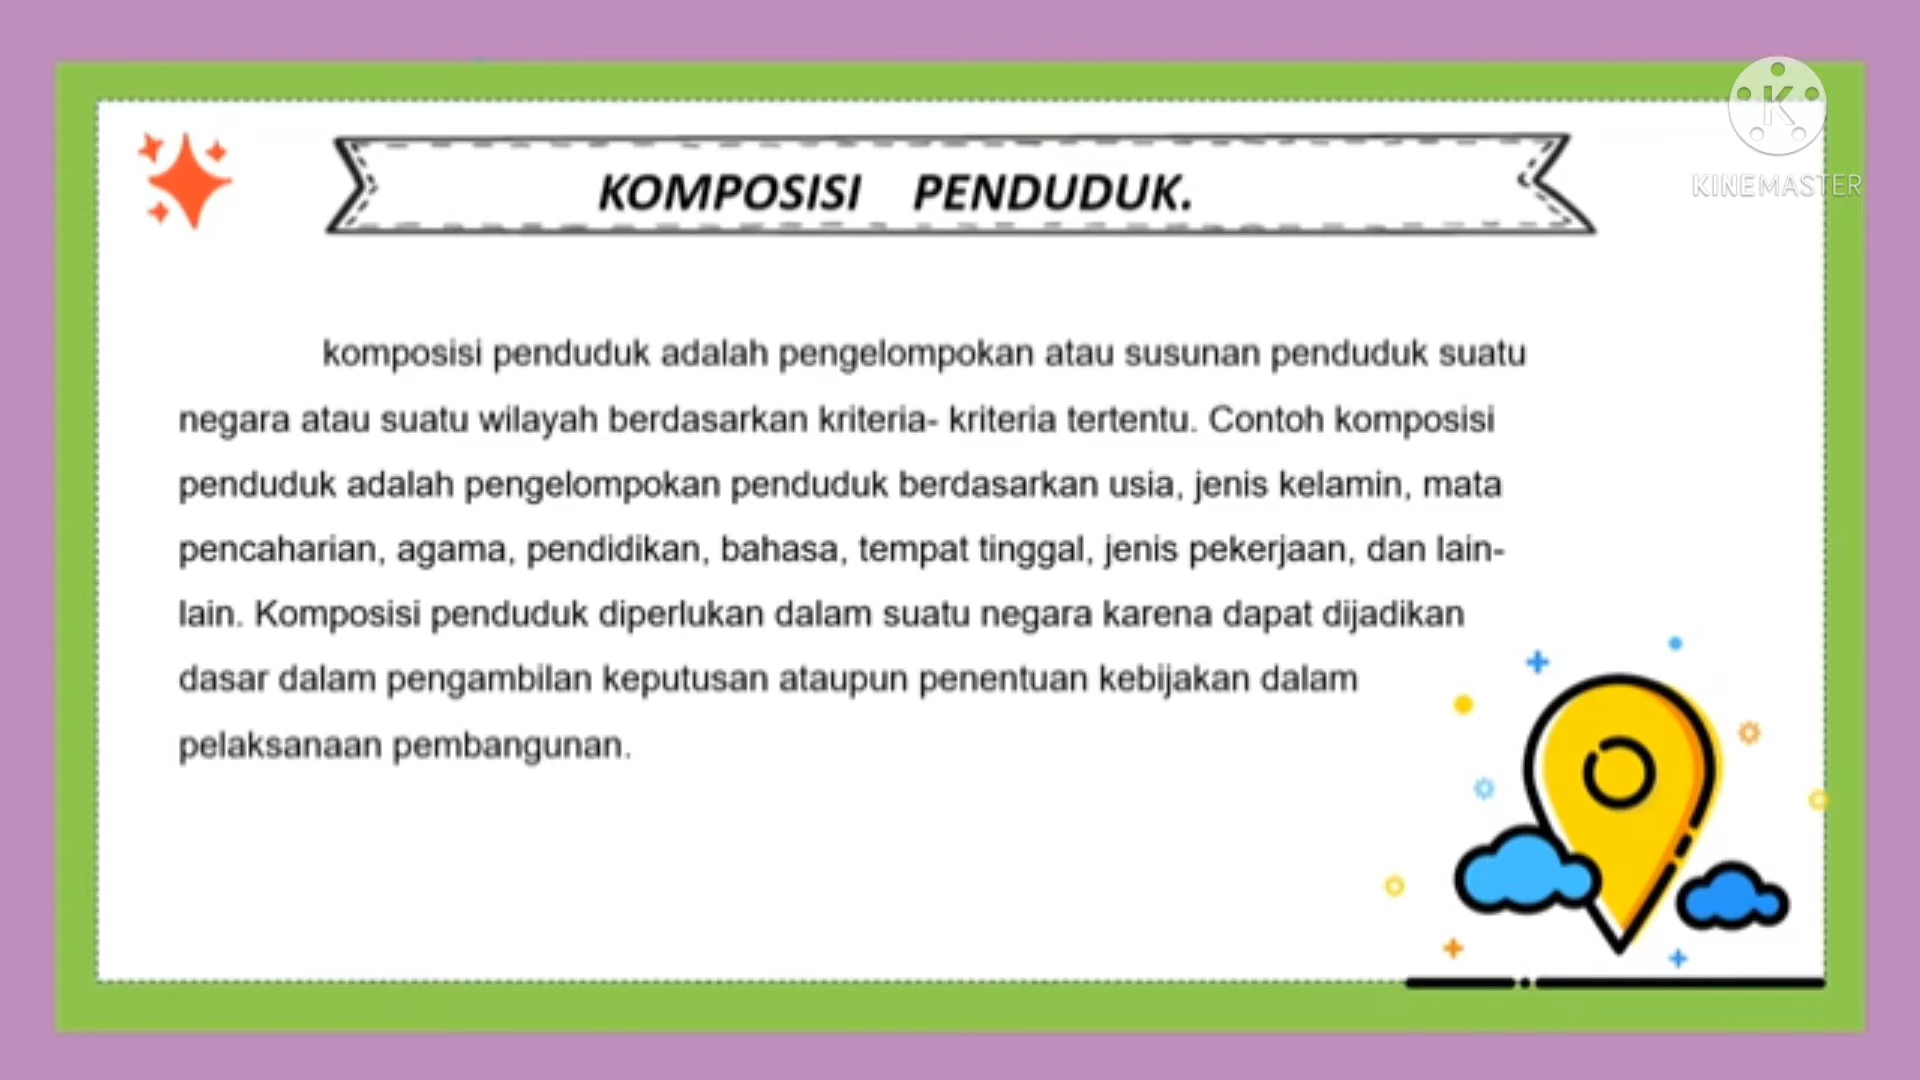 KOMPOSISI PENDUDUK.
KINEMASTER
komposisi penduduk adalah pengelompokan atau susunan penduduk suatu
negara atau suatu wilayah berdasarkan kriteria- kriteria tertentu. Contoh komposisi
penduduk adalah pengelompokan penduduk berdasarkan usia, jenis kelamin, mata
pencaharian, agama, pendidikan, bahasa, tempat tinggal, jenis pekerjaan, dan lain-
lain. Komposisi penduduk diperlukan dalam suatu negara karena dapat dijadikan
dasar dalam pengambilan keputusan ataupun penentuan kebijakan dalam
pelaksanaan pembangunan.